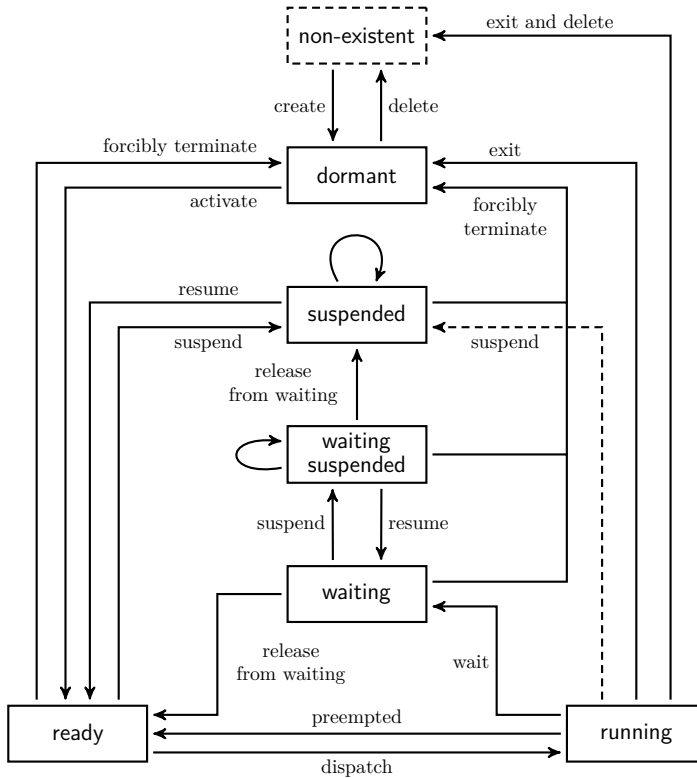 exit and delete
non-existent
create
delete
forcibly terminate
exit
dormant
activate
forcibly
terminate
resume
suspended
suspend
suspend
release
from waiting
waiting
suspended
suspend
resume
waiting
release
from waiting
wait
preempted
ready
running
dispatch